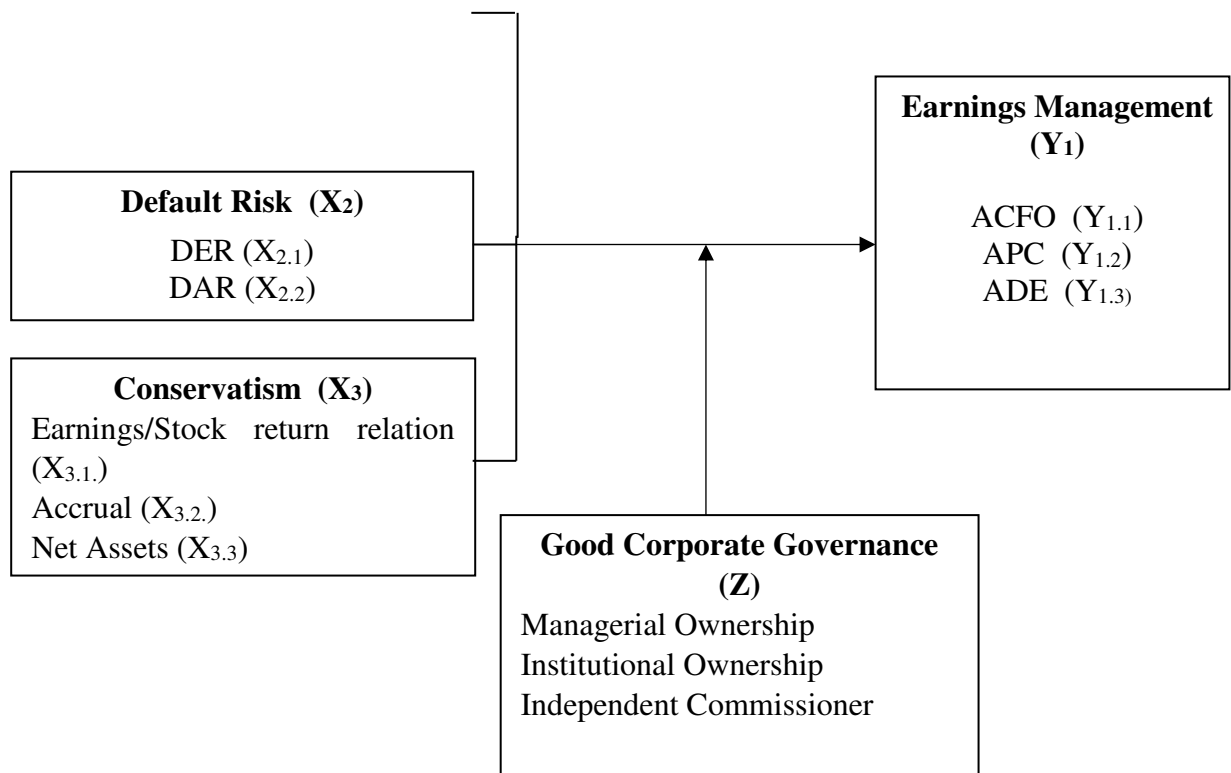 Default Risk (X2)
DER (X2.1)
DAR (X2.2)
Conservatism (X3)
Earnings/Stock return relation
(X3.1.)
Accrual (X3.2.)
Net Assets (X3.3)
Earnings Management
(Y1)
ACFO (Y1.1)
APC (Y1.2)
ADE (Y1.3)
Good Corporate Governance
(Z)
Managerial Ownership
Institutional Ownership
Independent Commissioner